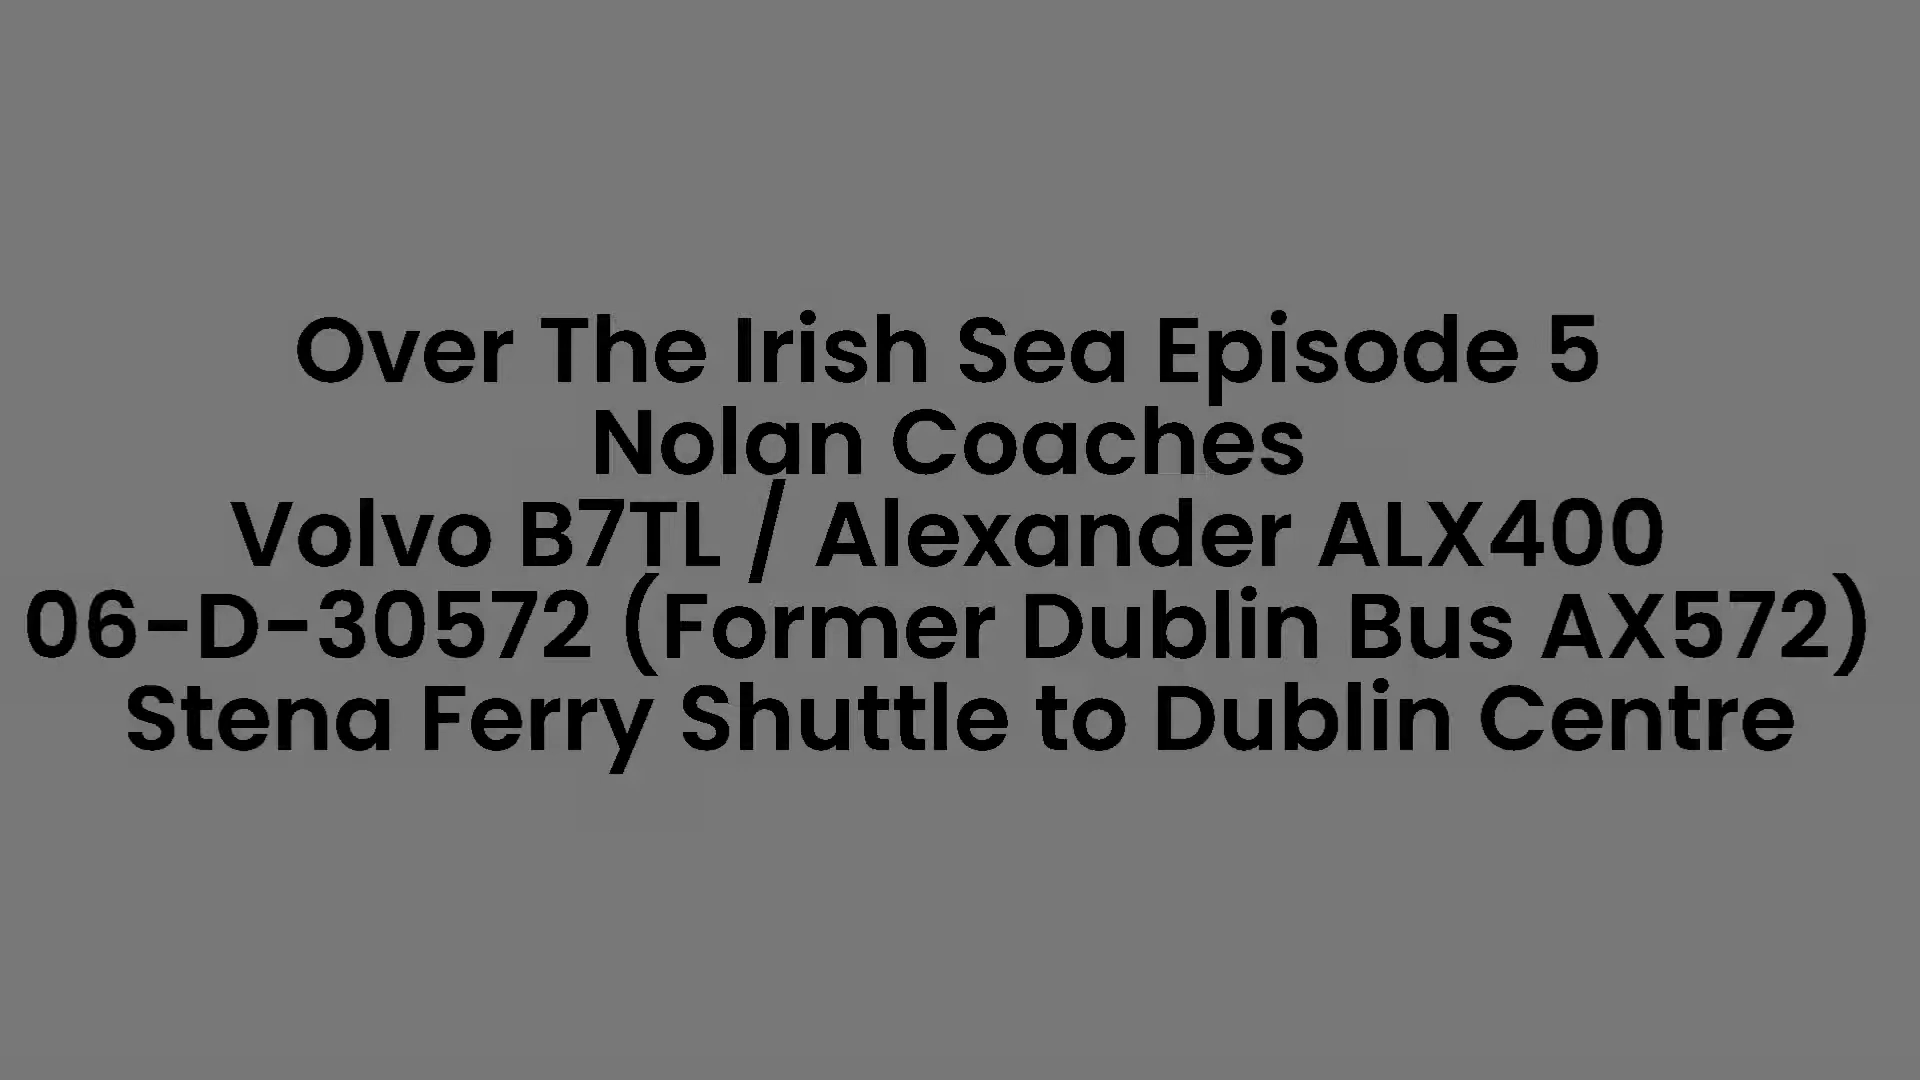 Over The Irish Sea Episode 5
Nolan Coaches
Volvo B7TL / Alexander ALX400
06-D-30572 (Former Dublin Bus AX572)
Stena Ferry Shuttle to Dublin Centre